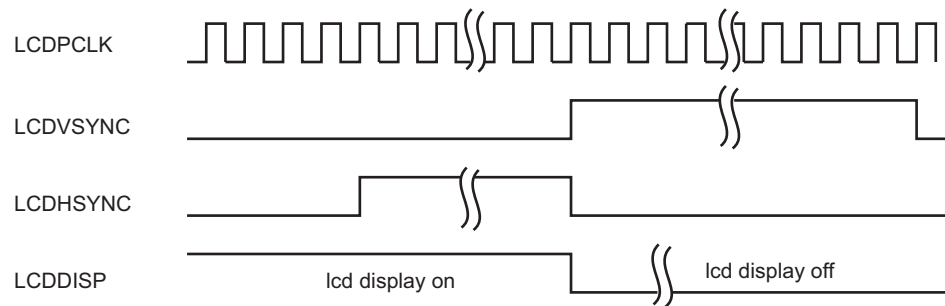 LCDPCLK
LCDVSYNC
LCDHSYNC
LCDDISP
lcd display on
lcd display off